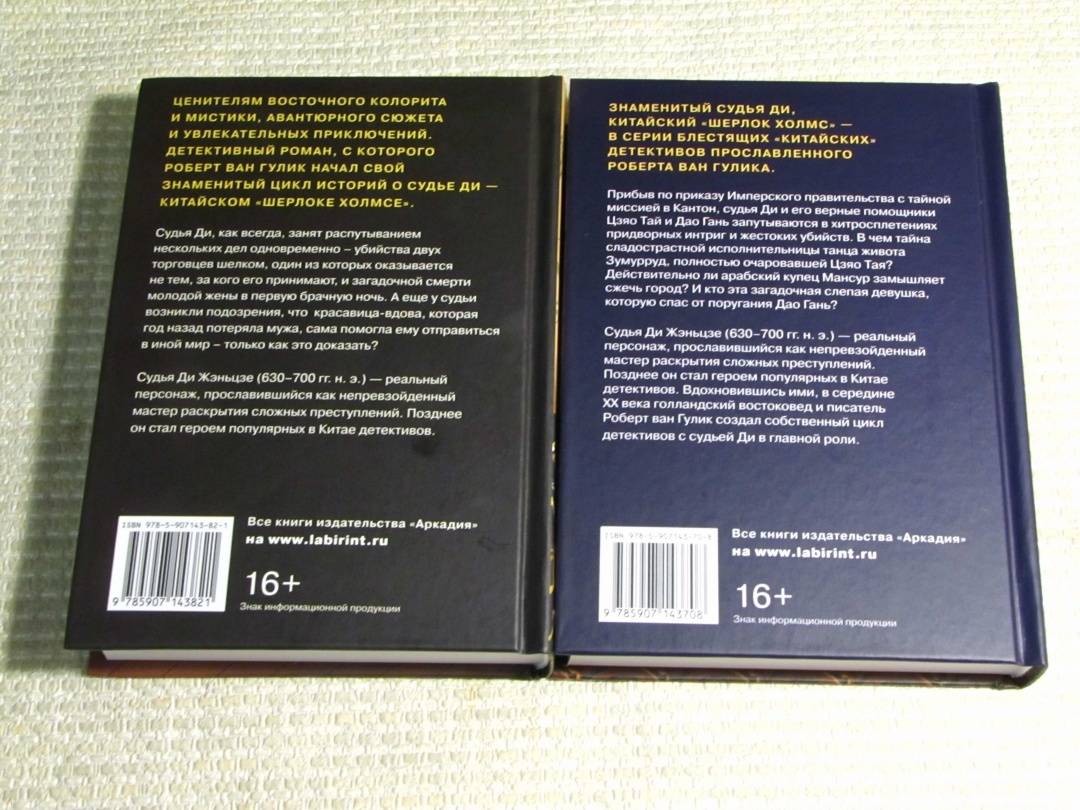 ЦЕНИТЕЛЯМ ВОСТОЧНОГО КОЛОРИТА
И МИСТИКИ, АВАНТЮРНОГО СЮЖЕТА
И УВЛЕКАТЕЛЬНЫХ ПРИКЛЮЧЕНИЙ.
ДЕТЕКТИВНЫЙ РОМАН, С КОТОРОГО
РОБЕРТ ВАН ГУЛИК НАЧАЛ СВОЙ
ЗНАМЕНИТЫЙ ЦИКЛ ИСТОРИЙ О СУДЬЕ ДИ —
КИТАЙСКОМ «ШЕРЛОКЕ ХОЛМСЕ».
Судья Ди, как всегда, занят распутыванием
нескольких дел одновременно – убийства двух
торговцев шелком, один из которых оказывается
не тем, за кого его принимают, и загадочной смерти
молодой жены в первую брачную ночь. А еще у судьи
возникли подозрения, что красавица-вдова, которая
год назад потеряла мужа, сама помогла ему отправиться
в иной мир – только как это доказать?
Судья Ди Жэньцзе (630–700 гг. н. э.) — реальный
персонаж, прославившийся как непревзойденный
мастер раскрытия сложных преступлений. Позднее
он стал героем популярных в Китае детективов.
ISBN 978-5-907143-82-1
9 785907 143821
Все книги издательства «Аркадия»
на www.labirint.ru
16+
Знак информационной продукции
ЗНАМЕНИТЫЙ СУДЬЯ ДИ,
КИТАЙСКИЙ «ШЕРЛОК ХОЛМС» —
В СЕРИИ БЛЕСТЯЩИХ «КИТАЙСКИХ»
ДЕТЕКТИВОВ ПРОСЛАВЛЕННОГО
РОБЕРТА ВАН ГУЛИКА.
Прибыв по приказу Имперского правительства с тайной
миссией в Кантон, судья Ди и его верные помощники
Цзяо Тай и Дао Гань запутываются в хитросплетениях
придворных интриг и жестоких убийств. В чем тайна
сладострастной исполнительницы танца живота
Зумурруд, полностью очаровавшей Цзяо Тая?
Действительно ли арабский купец Мансур замышляет
сжечь город? И кто эта загадочная слепая девушка,
которую спас от поругания Дао Гань?
Судья Ди Жэньцзе (630–700 гг. н. э.) — реальный
персонаж, прославившийся как непревзойденный
мастер раскрытия сложных преступлений.
Позднее он стал героем популярных в Китае
детективов. Вдохновившись ими, в середине
XX века голландский востоковед и писатель
Роберт ван Гулик создал собственный цикл
детективов с судьей Ди в главной роли.
ISBN 978-5-907143-70-8
9 785907 143708
Все книги издательства «Аркадия»
на www.labirint.ru
16+
Знак информационной продукции